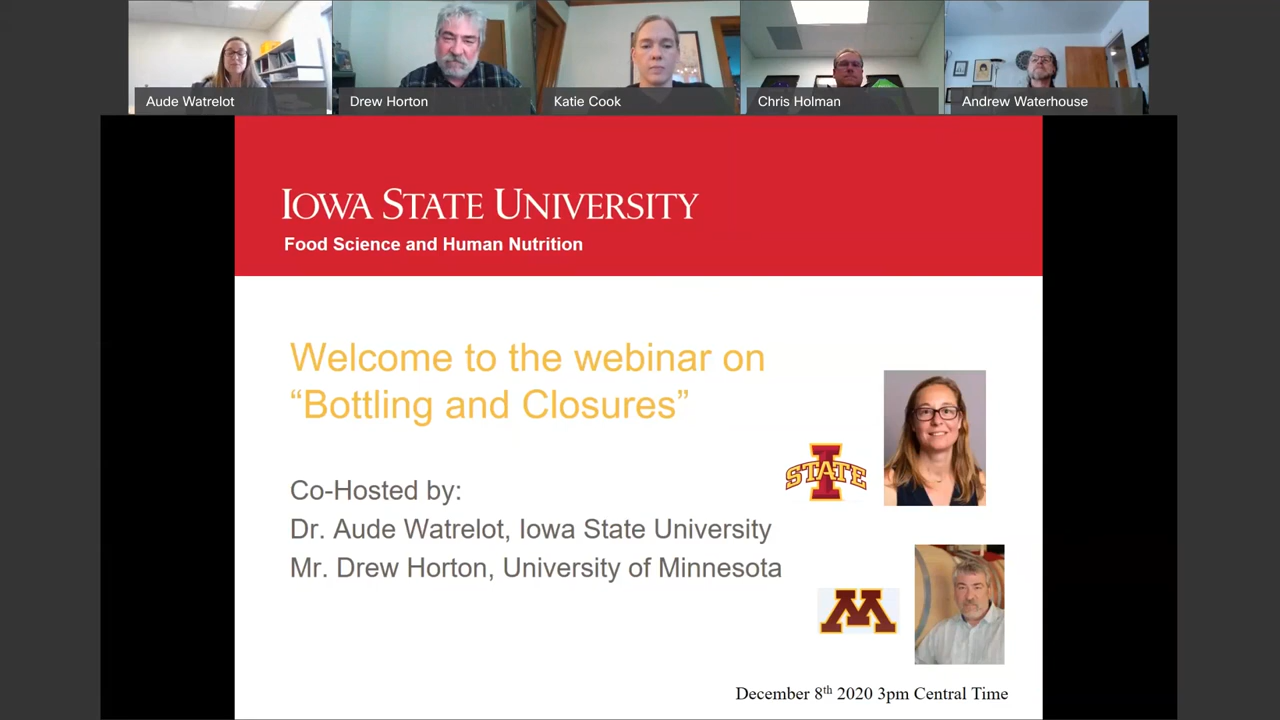 Aude Watrelot
Drew Horton
Katie Cook
Chris Holman
Andrew Waterhouse
IOWA STATE UNIVERSITY
Food Science and Human Nutrition
Welcome to the webinar on
“Bottling and Closures”
STATE
Co-Hosted by:
Dr. Aude Watrelot, Iowa State University
Mr. Drew Horton, University of Minnesota
M
December 8th 2020 3pm Central Time